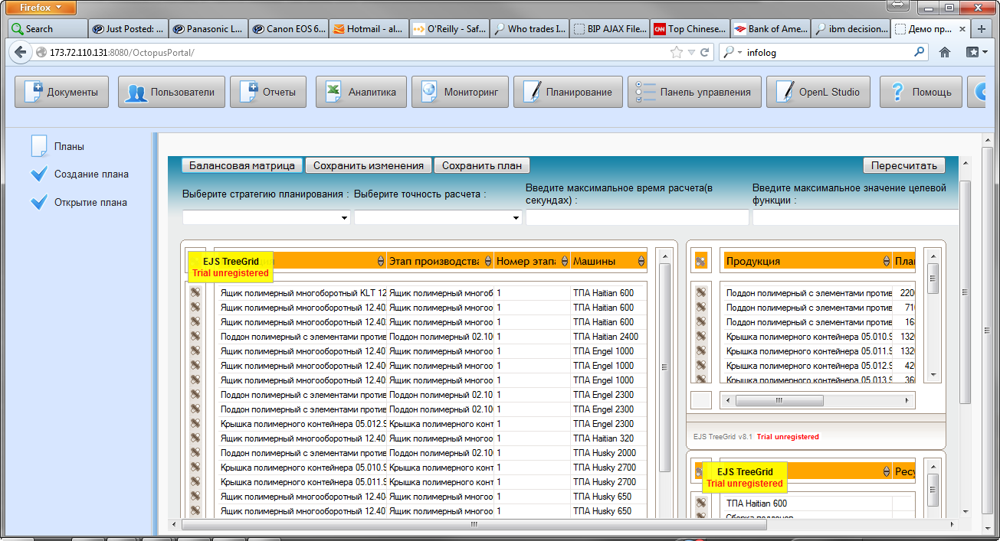 Firefox
Search
Just Posted: ...
Panasonic L...
Canon EOS 6...
Hotmail - al...
O'Reilly - Saf...
Who trades I...
BIP AJAX File...
CNN
Top Chinese...
Bank of Ame...
ibm decision...
Демо пр...
173.72.110.131:8080/OctopusPortal/
infolog
Документы
Пользователи
Отчеты
Аналитика
Мониторинг
Планирование
Панель управления
OpenL Studio
Помощь
Планы
Создание плана
Открытие плана
Балансовая матрица
Сохранить изменения
Сохранить план
Пересчитать
Выберите стратегию планирования :
Выберите точность расчета :
Введите максимальное время расчета(в
секундах) :
Введите максимальное значение целевой
функции :
EJS TreeGrid
Trial unregistered
Этап производства
Номер этапа
Машины
Ящик полимерный многоборотный KLT 12 Ящик полимерный многоб 1 ТПА Haitian 600
Ящик полимерный многооборотный 12.40 Ящик полимерный многоо 1 ТПА Haitian 600
Ящик полимерный многооборотный 12.40 Ящик полимерный многоо 1 ТПА Haitian 600
Поддон полимерный с элементами против Поддон полимерный 02.10 1 ТПА Haitian 2400
Ящик полимерный многооборотный 12.40 Ящик полимерный многоо 1 ТПА Engel 1000
Ящик полимерный многооборотный 12.40 Ящик полимерный многоо 1 ТПА Engel 1000
Ящик полимерный многооборотный 12.40 Ящик полимерный многоо 1 ТПА Engel 1000
Поддон полимерный с элементами против Поддон полимерный 02.10 1 ТПА Engel 2300
Поддон полимерный с элементами против Поддон полимерный 02.10 1 ТПА Engel 2300
Крышка полимерного контейнера 05.012.9 Крышка полимерного конт 1 ТПА Engel 2300
Ящик полимерный многооборотный 12.40 Ящик полимерный многоо 1 ТПА Haitian 320
Поддон полимерный с элементами против Поддон полимерный 02.10 1 ТПА Husky 2000
Крышка полимерного контейнера 05.010.9 Крышка полимерного конт 1 ТПА Husky 2700
Крышка полимерного контейнера 05.011.9 Крышка полимерного конт 1 ТПА Husky 2700
Ящик полимерный многооборотный 12.40 Ящик полимерный многоо 1 ТПА Husky 650
Ящик полимерный многооборотный 12.40 Ящик полимерный многоо 1 ТПА Husky 650
Продукция
Пла
Поддон полимерный с элементами против 220
Поддон полимерный с элементами против 71
Поддон полимерный с элементами против 16
Крышка полимерного контейнера 05.010.9 132
Крышка полимерного контейнера 05.011.9 132
Крышка полимерного контейнера 05.012.9 42
Крышка полимерного контейнера 05.013.9 36
EJS TreeGrid v8.1 Trial unregistered
EJS TreeGrid
Trial unregistered
Ресу
ТПА Haitian 600
Сборка поддонов